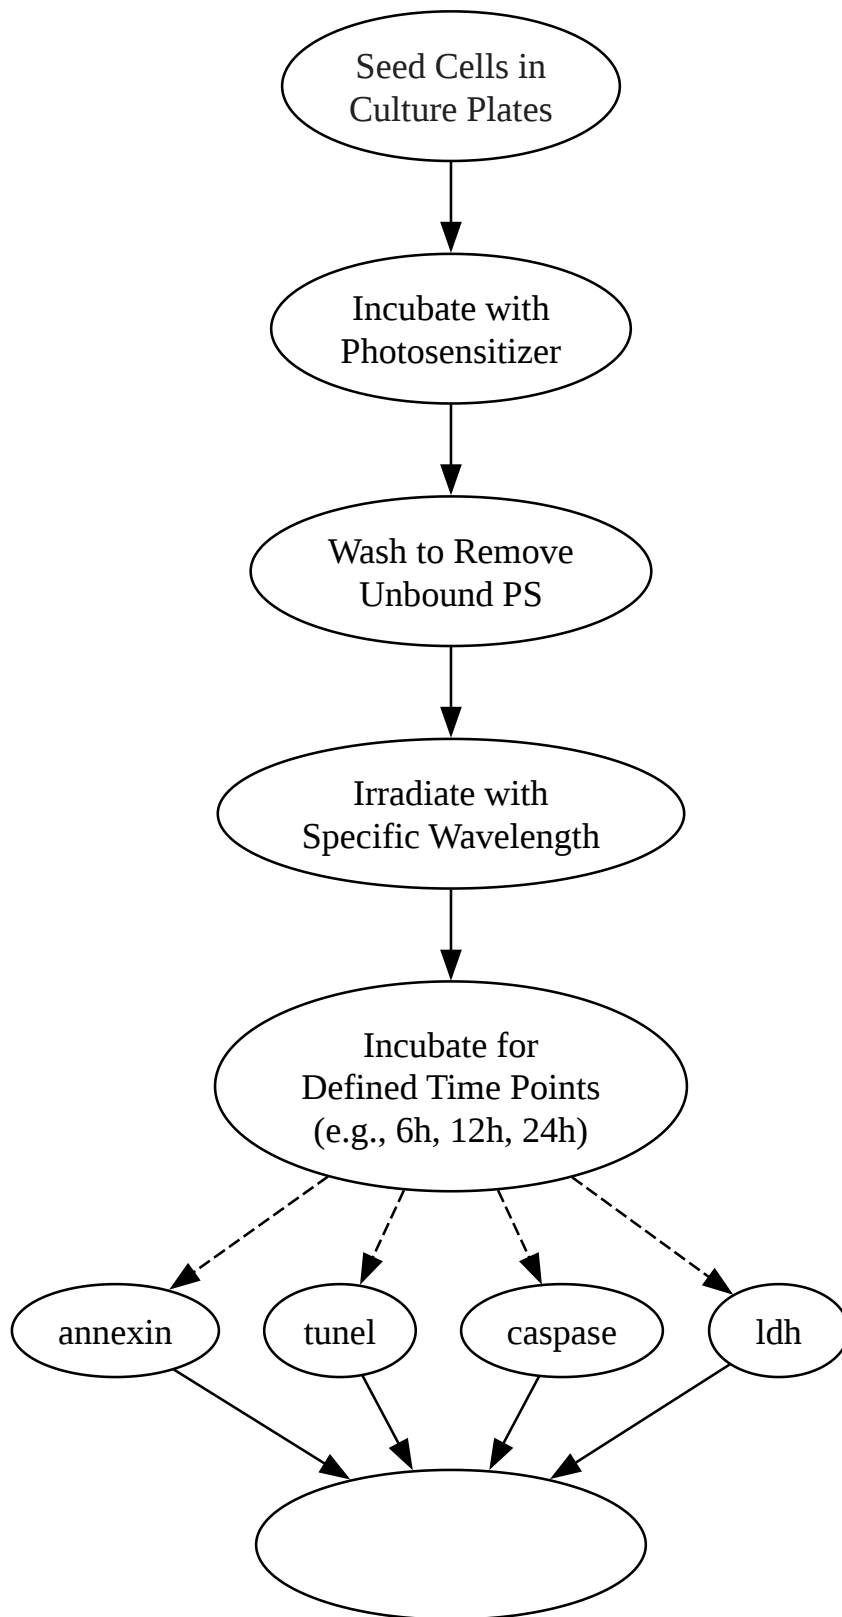 Seed Cells in
Culture Plates
Incubate with
Photosensitizer
Wash to Remove
Unbound PS
Irradiate with
Specific Wavelength
Incubate for
Defined Time Points
(e.g., 6h, 12h, 24h)
annexin
tunel
caspase
ldh